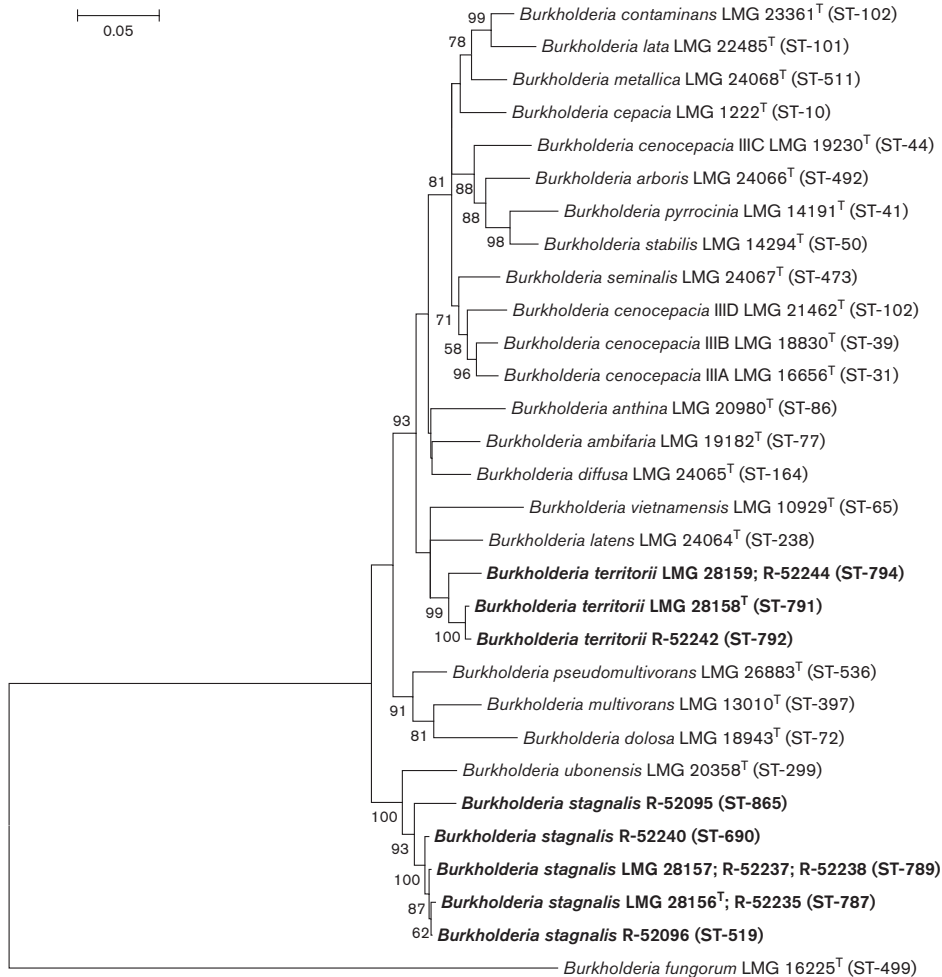 0.05
99
Burkholderia contaminans LMG 23361T (ST-102)
78
Burkholderia lata LMG 22485T (ST-101)
Burkholderia metallica LMG 24068T (ST-511)
Burkholderia cepacia LMG 1222T (ST-10)
Burkholderia cenocepacia IIIC LMG 19230T (ST-44)
81
88
Burkholderia arboris LMG 24066T (ST-492)
88
Burkholderia pyrrocinia LMG 14191T (ST-41)
98
Burkholderia stabilis LMG 14294T (ST-50)
Burkholderia seminalis LMG 24067T (ST-473)
71
Burkholderia cenocepacia IIID LMG 21462T (ST-102)
58
Burkholderia cenocepacia IIIB LMG 18830T (ST-39)
96
Burkholderia cenocepacia IIIA LMG 16656T (ST-31)
Burkholderia anthina LMG 20980T (ST-86)
93
Burkholderia ambifaria LMG 19182T (ST-77)
Burkholderia diffusa LMG 24065T (ST-164)
Burkholderia vietnamensis LMG 10929T (ST-65)
Burkholderia latens LMG 24064T (ST-238)
Burkholderia territorii LMG 28159; R-52244 (ST-794)
99
Burkholderia territorii LMG 28158T (ST-791)
100
Burkholderia territorii R-52242 (ST-792)
Burkholderia pseudomultivorans LMG 26883T (ST-536)
91
Burkholderia multivorans LMG 13010T (ST-397)
81
Burkholderia dolosa LMG 18943T (ST-72)
Burkholderia ubonensis LMG 20358T (ST-299)
100
Burkholderia stagnalis R-52095 (ST-865)
93
Burkholderia stagnalis R-52240 (ST-690)
100
Burkholderia stagnalis LMG 28157; R-52237; R-52238 (ST-789)
87
Burkholderia stagnalis LMG 28156T; R-52235 (ST-787)
62
Burkholderia stagnalis R-52096 (ST-519)
Burkholderia fungorum LMG 16225T (ST-499)